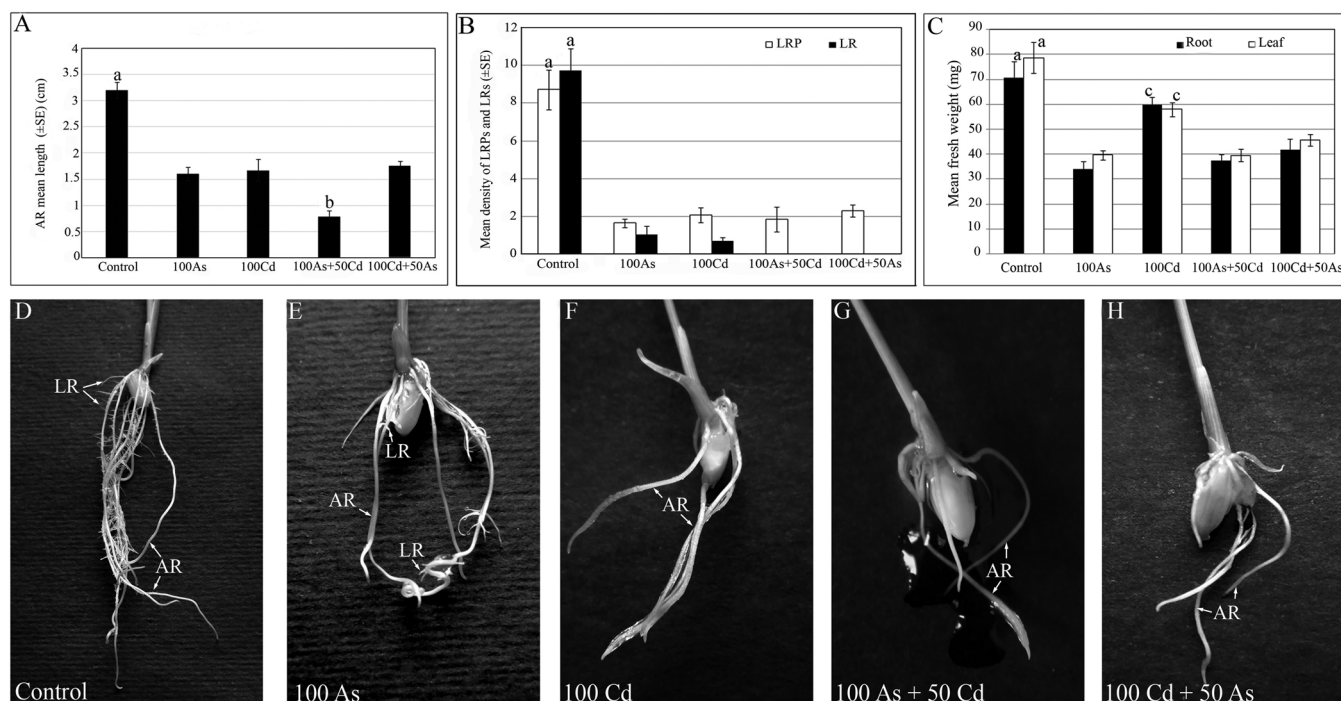 A
AR mean length (±SE) (cm)
4
3.5
3
2.5
2
1.5
1
0.5
0
a
b
Control 100As 100Cd 100As+50Cd 100Cd+50As
B
Mean density of LRPs and LRs (±SE)
12
10
8
6
4
2
0
LRP LR
a a
Control 100As 100Cd 100As+50Cd 100Cd+50As
C
Mean fresh weight (mg)
90
80
70
60
50
40
30
20
10
0
Root Leaf
a a
c c
Control 100As 100Cd 100As+50Cd 100Cd+50As
D
LR
AR
Control
E
LR
AR
LR
100 As
F
AR
100 Cd
G
AR
100 As + 50 Cd
H
AR
100 Cd + 50 As